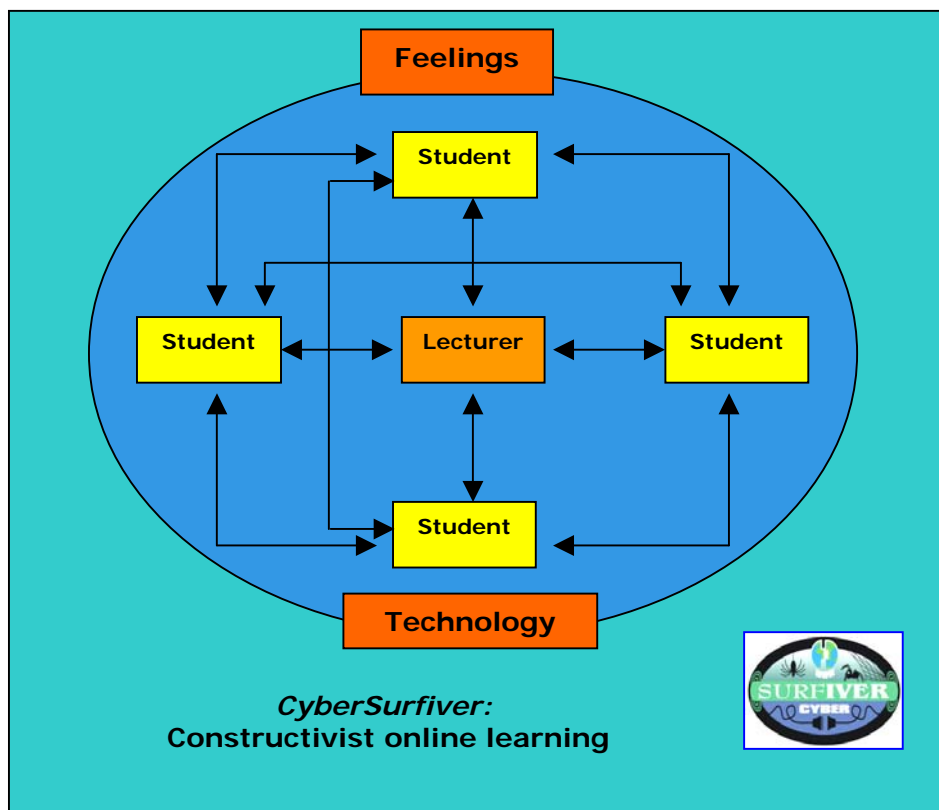 Feelings
Student
Student
Lecturer
Student
Student
Technology
CyberSurfiver:
Constructivist online learning
SURFIVER
CYBER